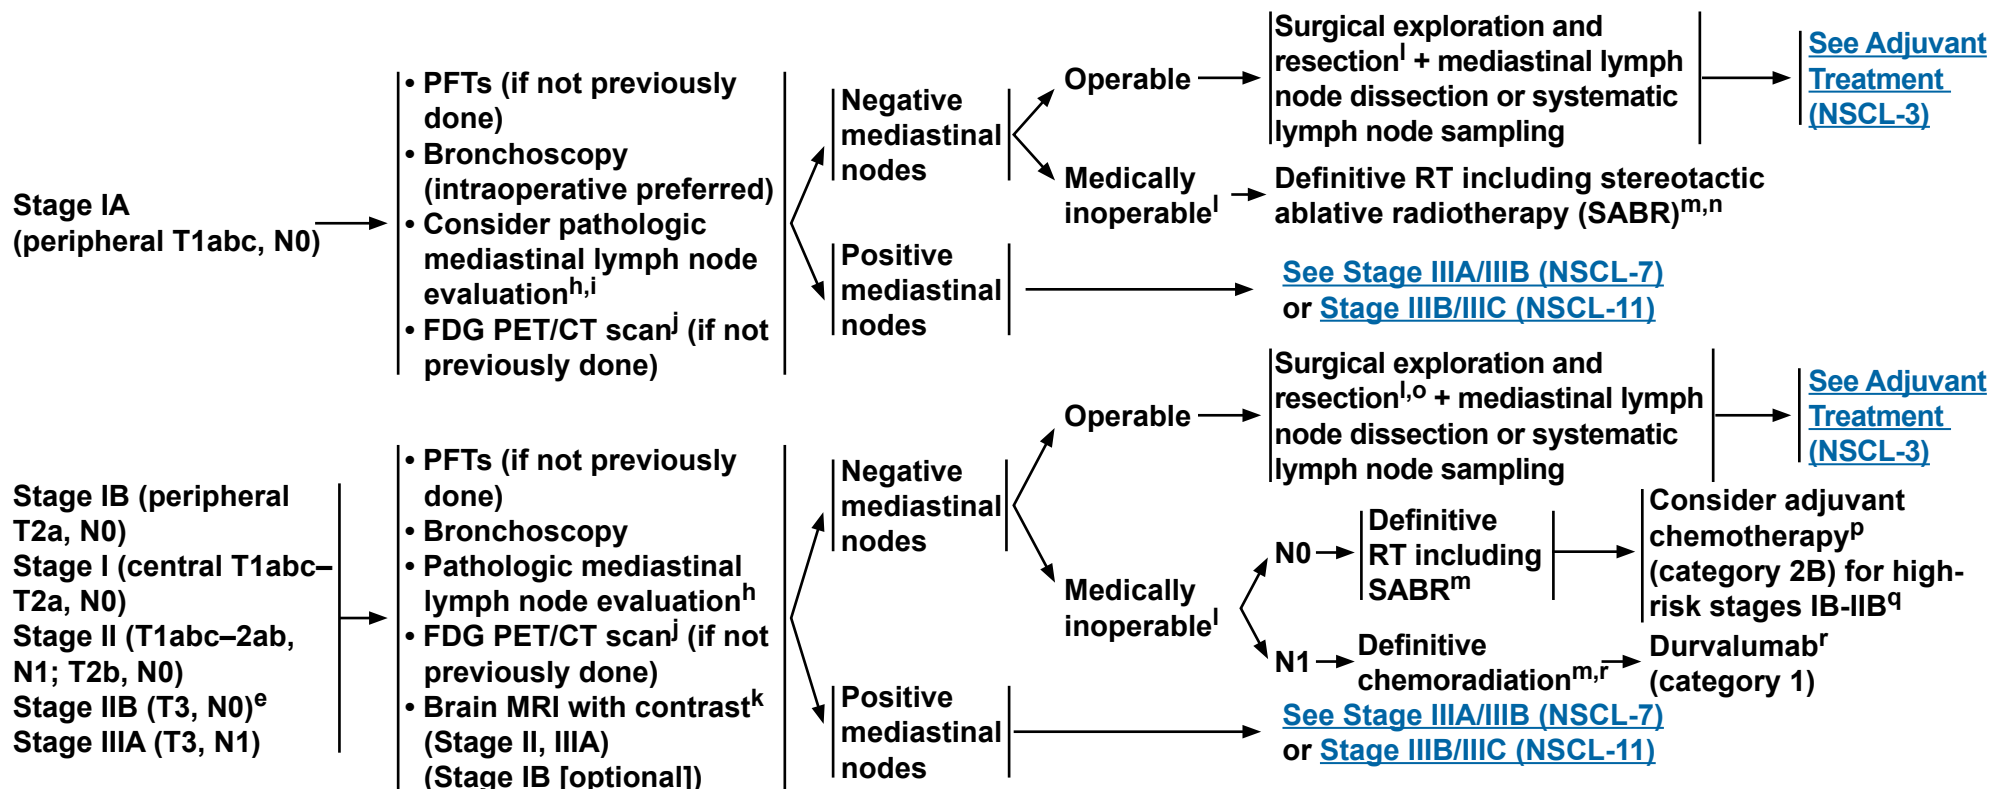 Stage IA
(peripheral T1abc, N0)
• PFTs (if not previously
done)
• Bronchoscopy
(intraoperative preferred)
• Consider pathologic
mediastinal lymph node
evaluationh,i
• FDG PET/CT scanj (if not
previously done)
Negative
mediastinal
nodes
Operable
Surgical exploration and
resectionl + mediastinal lymph
node dissection or systematic
lymph node sampling
See Adjuvant
Treatment
(NSCL-3)
Medically
inoperablel
Definitive RT including stereotactic
ablative radiotherapy (SABR)m,n
Positive
mediastinal
nodes
See Stage IIIA/IIIB (NSCL-7)
or Stage IIIB/IIIC (NSCL-11)
Stage IB (peripheral
T2a, N0)
Stage I (central T1abc–
T2a, N0)
Stage II (T1abc–2ab,
N1; T2b, N0)
Stage IIB (T3, N0)e
Stage IIIA (T3, N1)
• PFTs (if not previously
done)
• Bronchoscopy
• Pathologic mediastinal
lymph node evaluationh
• FDG PET/CT scanj (if not
previously done)
• Brain MRI with contrastk
(Stage II, IIIA)
(Stage IB [optional])
Negative
mediastinal
nodes
Operable
Surgical exploration and
resectionl,o + mediastinal lymph
node dissection or systematic
lymph node sampling
See Adjuvant
Treatment
(NSCL-3)
Medically
inoperablel
N0
Definitive
RT including
SABRm
Consider adjuvant
chemotherapyp
(category 2B) for high-
risk stages IB-IIBq
N1
Definitive
chemoradiationm,r
Durvalumabr
(category 1)
Positive
mediastinal
nodes
See Stage IIIA/IIIB (NSCL-7)
or Stage IIIB/IIIC (NSCL-11)